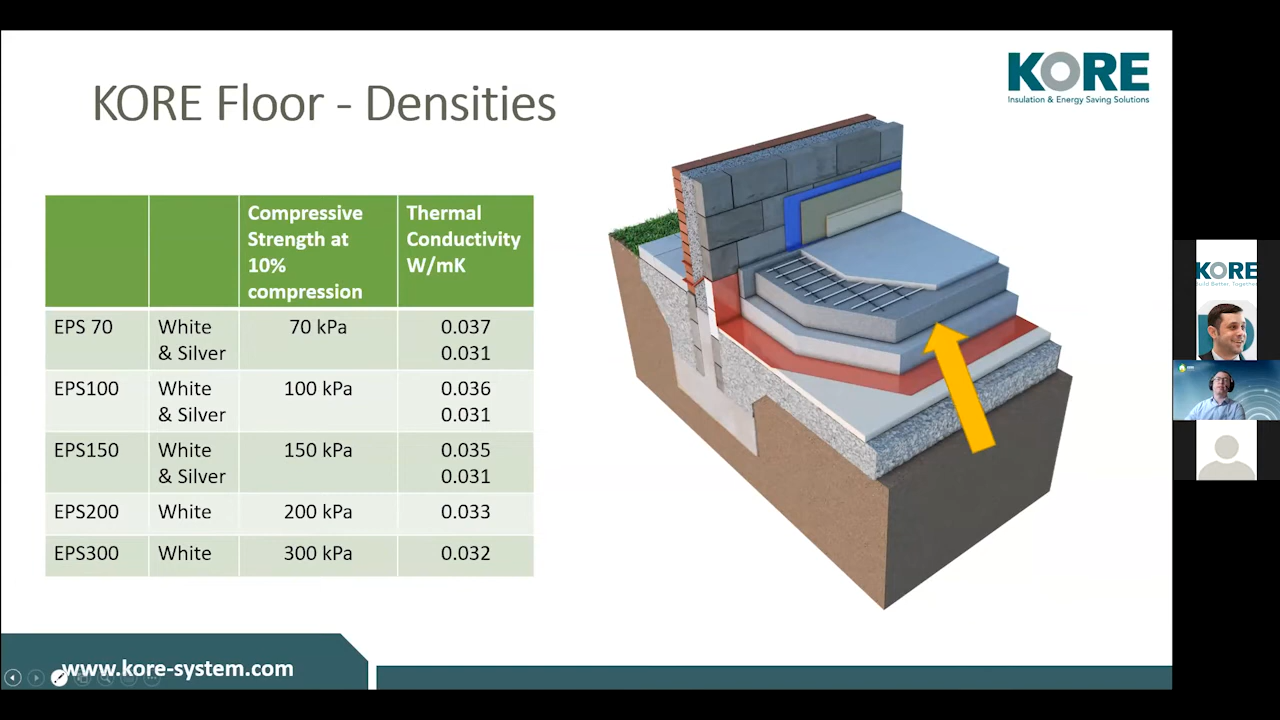 KORE Floor - Densities
KORE
Insulation & Energy Saving Solutions
Compressive
Strength at
10%
compression
Thermal
Conductivity
W/mK
EPS 70
White
& Silver
70 kPa
0.037
0.031
EPS100
White
& Silver
100 kPa
0.036
0.031
EPS150
White
& Silver
150 kPa
0.035
0.031
EPS200
White
200 kPa
0.033
EPS300
White
300 kPa
0.032
www.kore-system.com
KORE
Build Better. Together